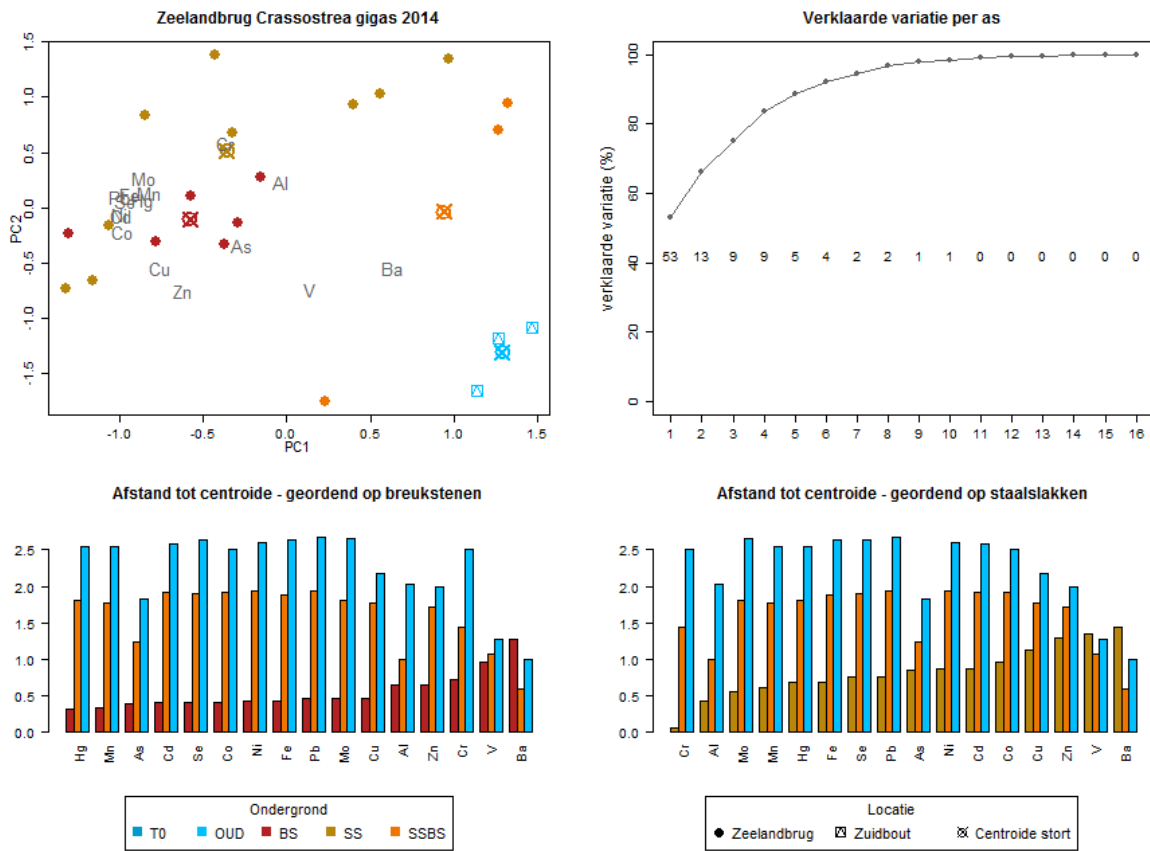 Zeelandbrug Crassostrea gigas 2014
1.5
1.0
0.5
0.0
-0.5
-1.0
-1.5
PC2
Al
Mo
Mn
Hg
Ni
Co
As
Cu
Zn
V
Ba
-1.0
-0.5
0.0
0.5
1.0
1.5
PC1
Verklaarde variatie per as
verklaarde variatie (%)
100
80
60
40
20
0
53 13 9 9 5 4 2 2 1 1 0 0 0 0 0 0
1 2 3 4 5 6 7 8 9 10 11 12 13 14 15 16
Afstand tot centroide - geordend op breukstenen
2.5
2.0
1.5
1.0
0.5
0.0
Hg Mn As Cd Se Co Ni Fe Pb Mo Cu Al Zn Cr V Ba
Afstand tot centroide - geordend op staalslakken
2.5
2.0
1.5
1.0
0.5
0.0
Cr Al Mo Mn Hg Fe Se Pb As Ni Cd Co Cu Zn V Ba
Ondergrond
T0 OUD BS SS SSBS
Locatie
Zeelandbrug Zuidbout Centroide stort